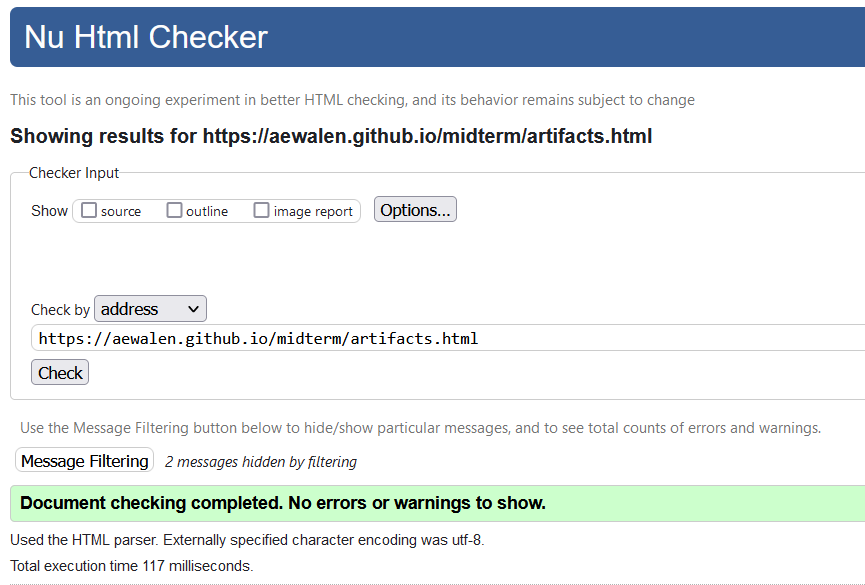 Nu Html Checker
This tool is an ongoing experiment in better HTML checking, and its behavior remains subject to change
Showing results for https://aewalen.github.io/midterm/artifacts.html
Checker Input
Show source outline image report Options...
Check by address
https://aewalen.github.io/midterm/artifacts.html
Check
Use the Message Filtering button below to hide/show particular messages, and to see total counts of errors and warnings.
Message Filtering 2 messages hidden by filtering
Document checking completed. No errors or warnings to show.
Used the HTML parser. Externally specified character encoding was utf-8.
Total execution time 117 milliseconds.